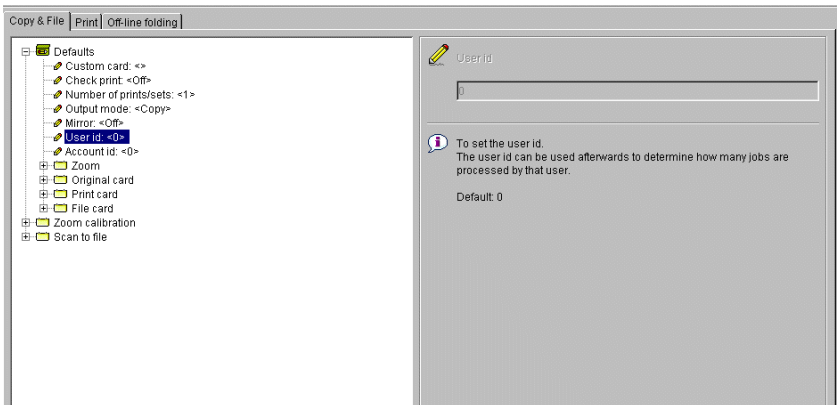 Copy & File Print Off-line folding
Defaults
Custom card: <>
Check print: <Off>
Number of prints/sets: <1>
Output mode: <Copy>
Mirror: <Off>
User id: <0>
Account id: <0>
Zoom
Original card
Print card
File card
Zoom calibration
Scan to file
User id
0
To set the user id.
The user id can be used afterwards to determine how many jobs are
processed by that user.
Default: 0